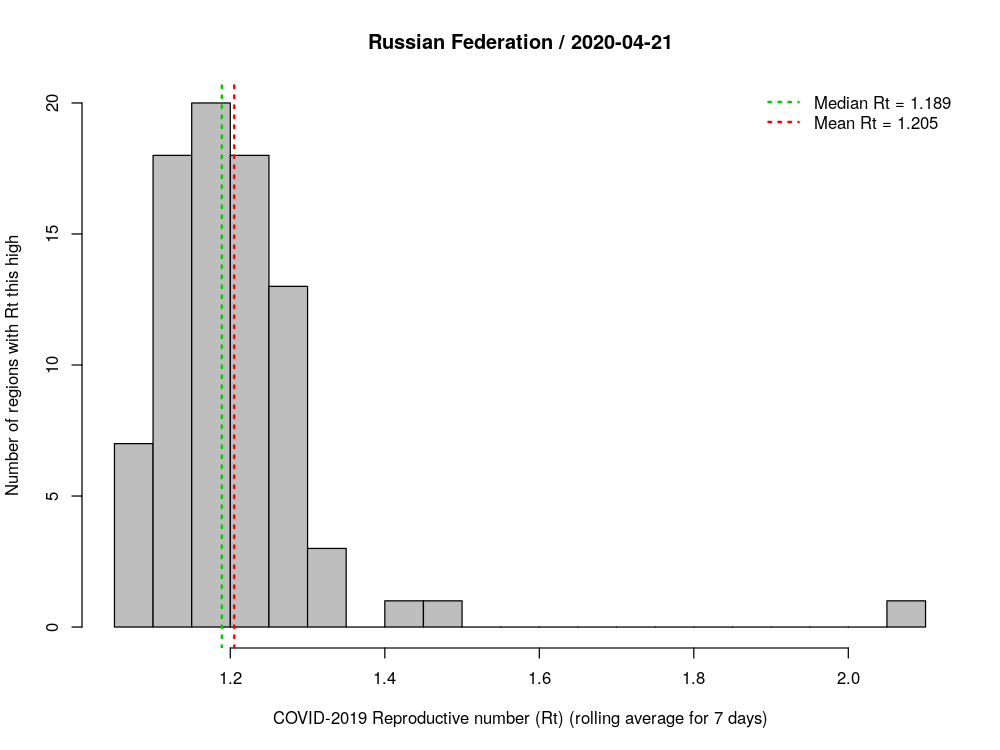 Russian Federation / 2020-04-21
Median Rt = 1.189
Mean Rt = 1.205
Number of regions with Rt this high
20
15
10
5
0
1.2 1.4 1.6 1.8 2.0
COVID-2019 Reproductive number (Rt) (rolling average for 7 days)